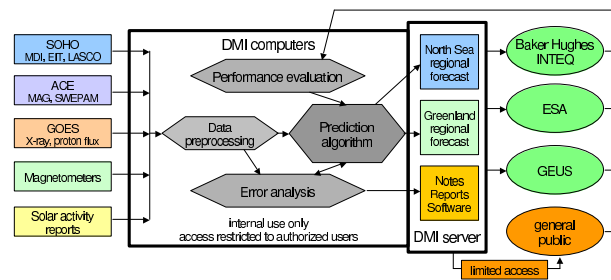 SOHO
MDI, EIT, LASCO
ACE
MAG, SWEPAM
GOES
X-ray, proton flux
Magnetometers
Solar activity
reports
DMI computers
Performance evaluation
Data
preprocessing
Prediction
algorithm
Error analysis
internal use only
access restricted to authorized users
North Sea
regional
forecast
Greenland
regional
forecast
Notes
Reports
Software
DMI server
Baker Hughes
INTEQ
ESA
GEUS
general
public
limited access